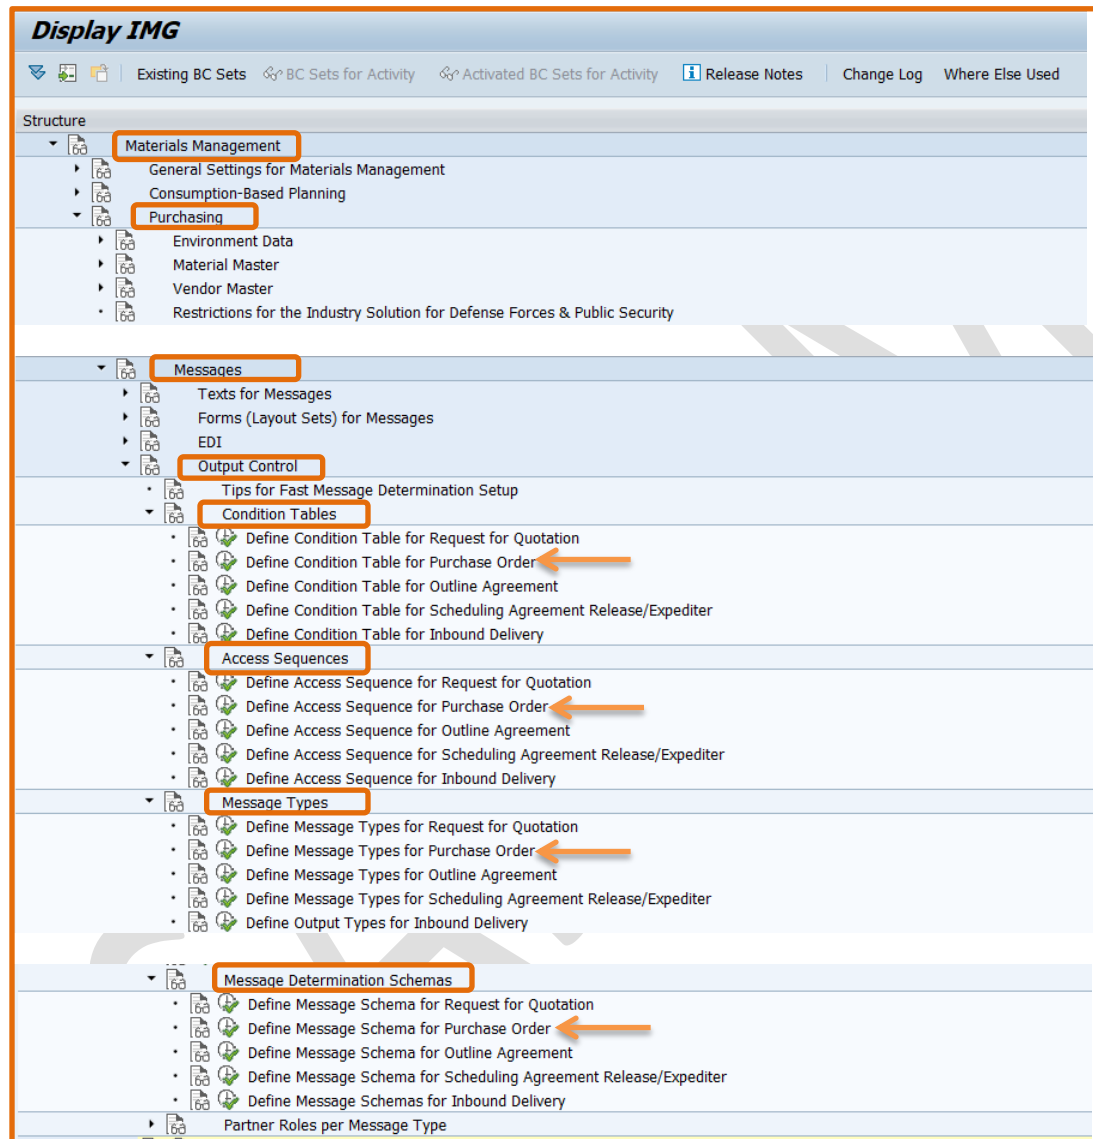 Display IMG
Existing BC Sets BC Sets for Activity Activated BC Sets for Activity Release Notes Change Log Where Else Used
Structure
Materials Management
General Settings for Materials Management
Consumption-Based Planning
Purchasing
Environment Data
Material Master
Vendor Master
Restrictions for the Industry Solution for Defense Forces & Public Security
Messages
Texts for Messages
Forms (Layout Sets) for Messages
EDI
Output Control
Tips for Fast Message Determination Setup
Condition Tables
Define Condition Table for Request for Quotation
Define Condition Table for Purchase Order
Define Condition Table for Outline Agreement
Define Condition Table for Scheduling Agreement Release/Expediter
Define Condition Table for Inbound Delivery
Access Sequences
Define Access Sequence for Request for Quotation
Define Access Sequence for Purchase Order
Define Access Sequence for Outline Agreement
Define Access Sequence for Scheduling Agreement Release/Expediter
Define Access Sequence for Inbound Delivery
Message Types
Define Message Types for Request for Quotation
Define Message Types for Purchase Order
Define Message Types for Outline Agreement
Define Message Types for Scheduling Agreement Release/Expediter
Define Output Types for Inbound Delivery
Message Determination Schemas
Define Message Schema for Request for Quotation
Define Message Schema for Purchase Order
Define Message Schema for Outline Agreement
Define Message Schema for Scheduling Agreement Release/Expediter
Define Message Schemas for Inbound Delivery
Partner Roles per Message Type